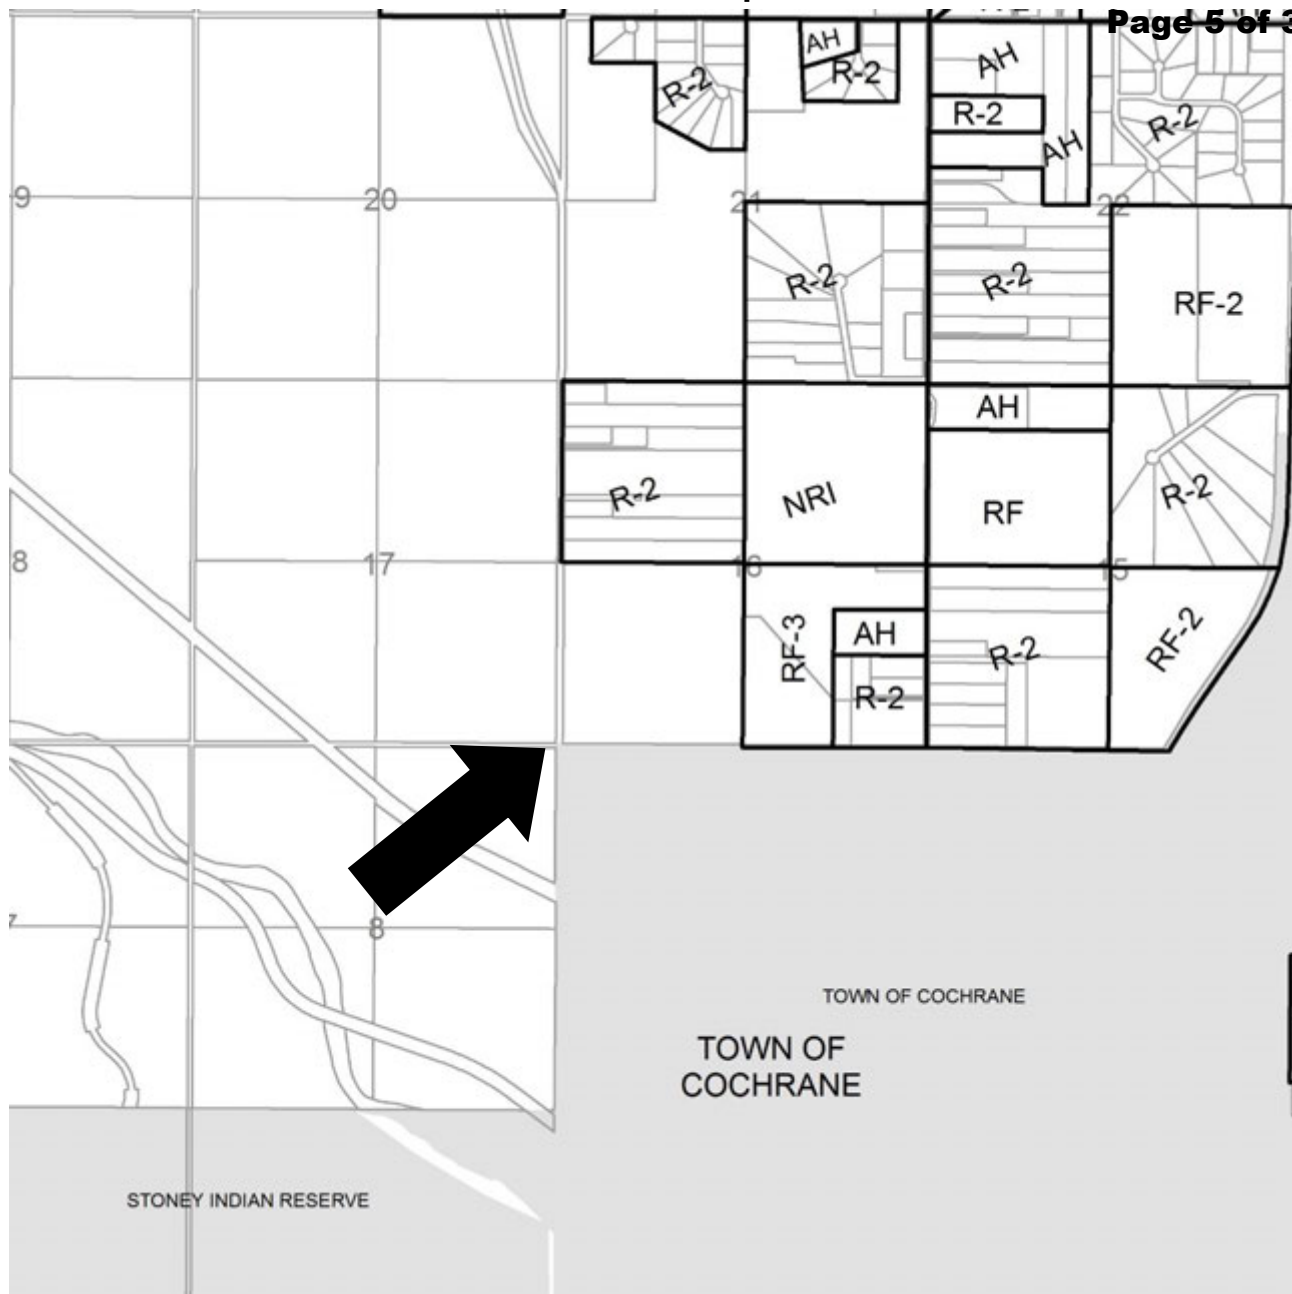 Page 5 of 3
AH
R-2
R-2
AH
R-2
AH
R-2
9
20
21
22
R-2
R-2
RF-2
AH
R-2
NRI
RF
R-2
8
17
16
15
RF-3
AH
R-2
R-2
RF-2
7
8
TOWN OF COCHRANE
TOWN OF
COCHRANE
STONEY INDIAN RESERVE